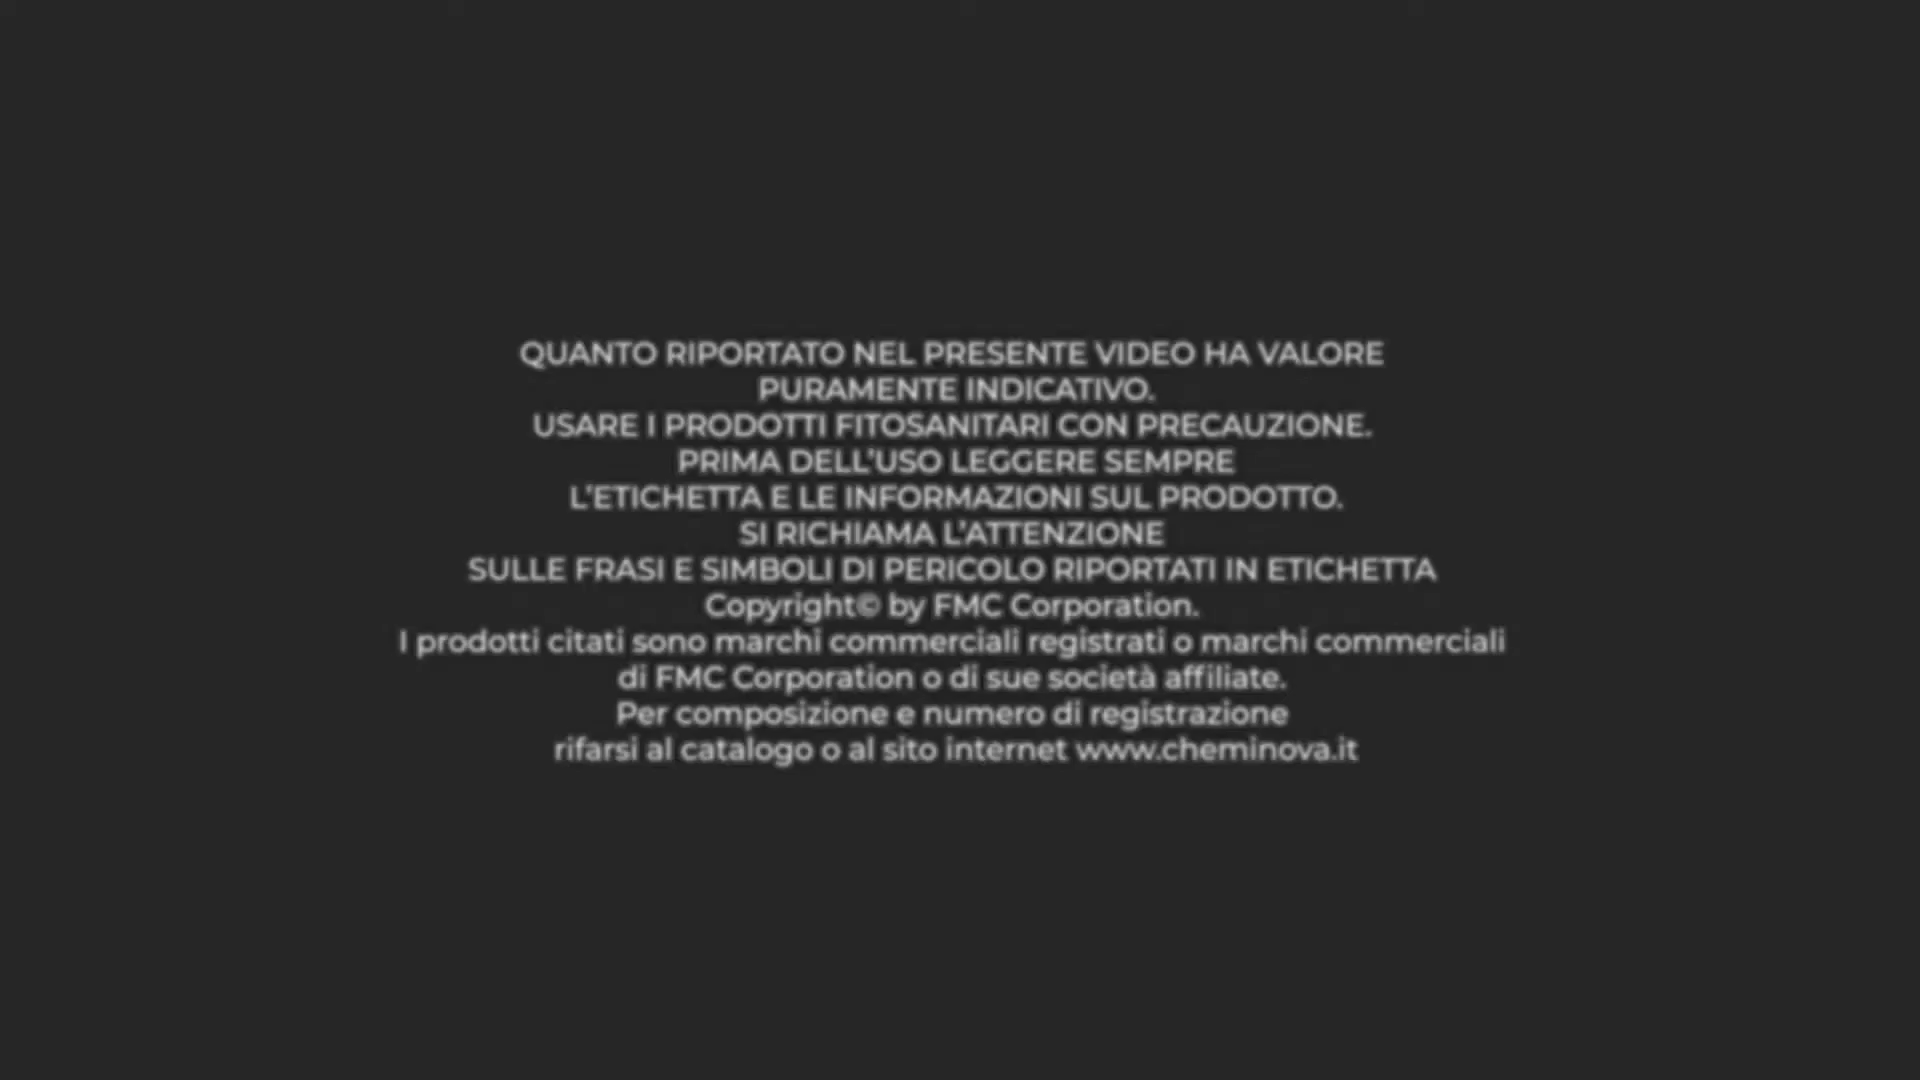 QUANTO RIPORTATO NEL PRESENTE VIDEO HA VALORE
PURAMENTE INDICATIVO.
USARE I PRODOTTI FITOSANITARI CON PRECAUZIONE.
PRIMA DELL'USO LEGGERE SEMPRE
L'ETICHETTA E LE INFORMAZIONI SUL PRODOTTO.
SI RICHIAMA L'ATTENZIONE
SULLE FRASI E SIMBOLI DI PERICOLO RIPORTATI IN ETICHETTA
Copyright© by FMC Corporation.
I prodotti citati sono marchi commerciali registrati o marchi commerciali
di FMC Corporation o di sue società affiliate.
Per composizione e numero di registrazione
rifarsi al catalogo o al sito internet www.cheminova.it